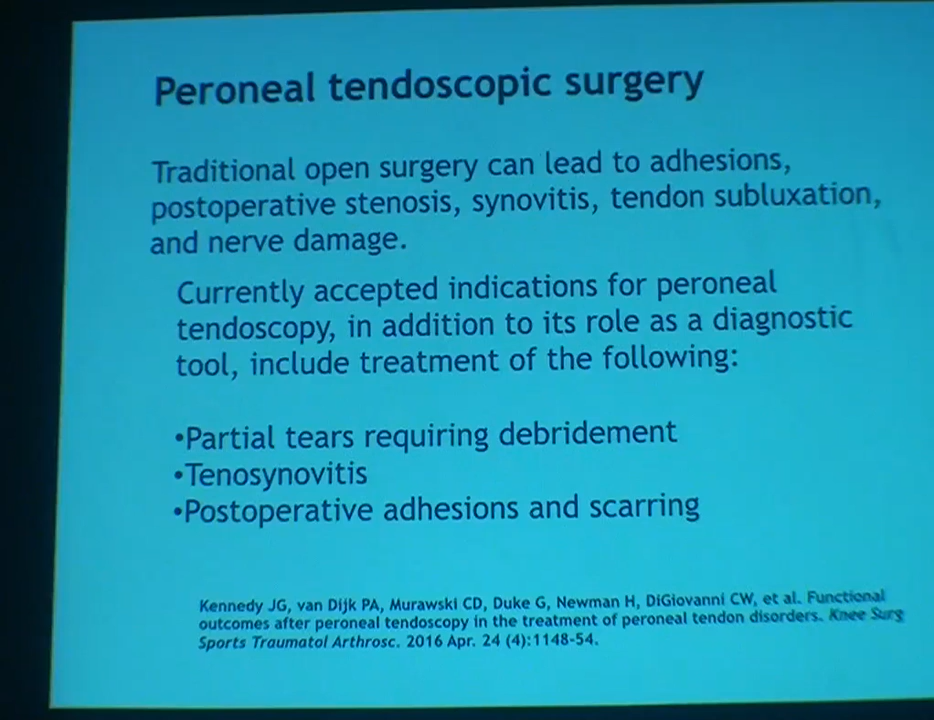 Peroneal tendoscopic surgery
Traditional open surgery can lead to adhesions,
postoperative stenosis, synovitis, tendon subluxation,
and nerve damage.
Currently accepted indications for peroneal
tendoscopy, in addition to its role as a diagnostic
tool, include treatment of the following:
•Partial tears requiring debridement
•Tenosynovitis
•Postoperative adhesions and scarring
Kennedy JG, van Dijk PA, Murawski CD, Duke G, Newman H, DiGiovanni CW, et al. Functional
outcomes after peroneal tendoscopy in the treatment of peroneal tendon disorders. Knee Surg
Sports Traumatol Arthrosc. 2016 Apr. 24 (4):1148-54.